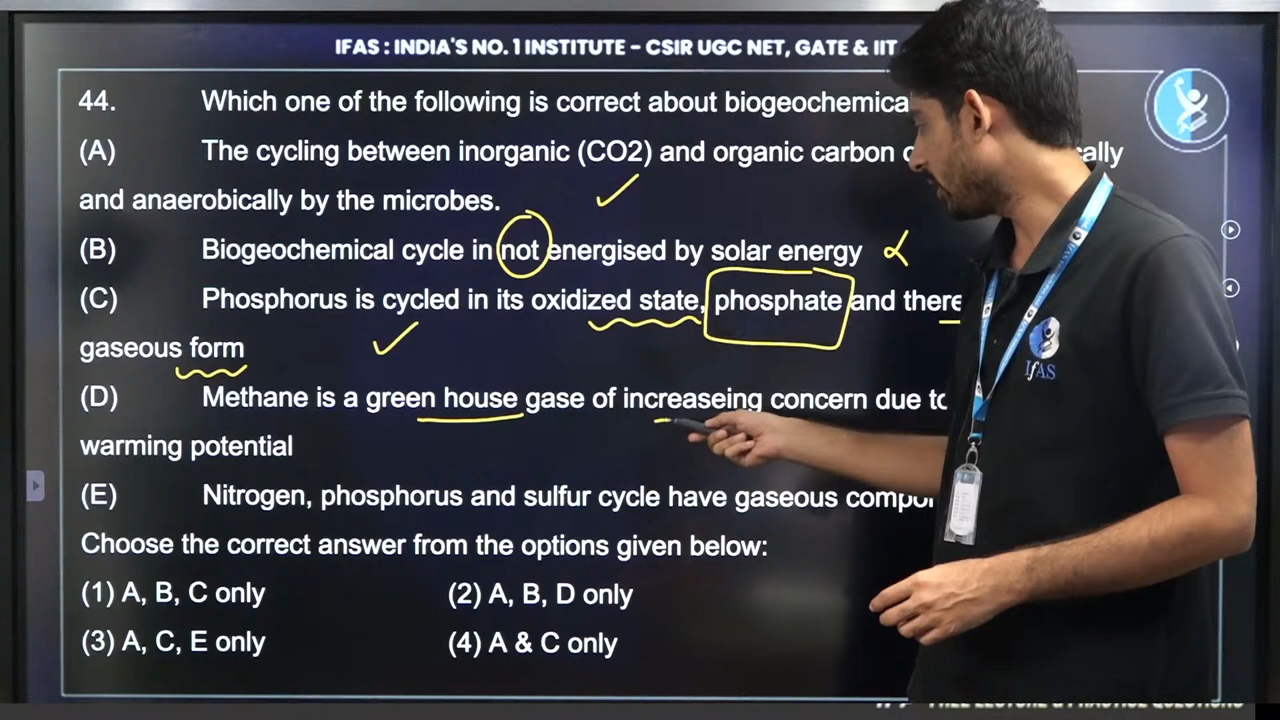 IFAS : INDIA'S NO. 1 INSTITUTE - CSIR UGC NET, GATE & IIT
44. Which one of the following is correct about
(A) The cycling between inorganic (CO2) and organic carbon
and anaerobically by the microbes.
(B) Biogeochemical cycle in not energised by solar energy
(C) Phosphorus is cycled in its oxidized state, phosphate and
gaseous form
(D) Methane is a green house gase of increaseing concern due
warming potential
(E) Nitrogen, phosphorus and sulfur cycle have gaseous
Choose the correct answer from the options given below:
(1) A, B, C only (2) A, B, D only
(3) A, C, E only (4) A & C only
IfAS
FREE LECTURE & PRACTICE QUESTIONS